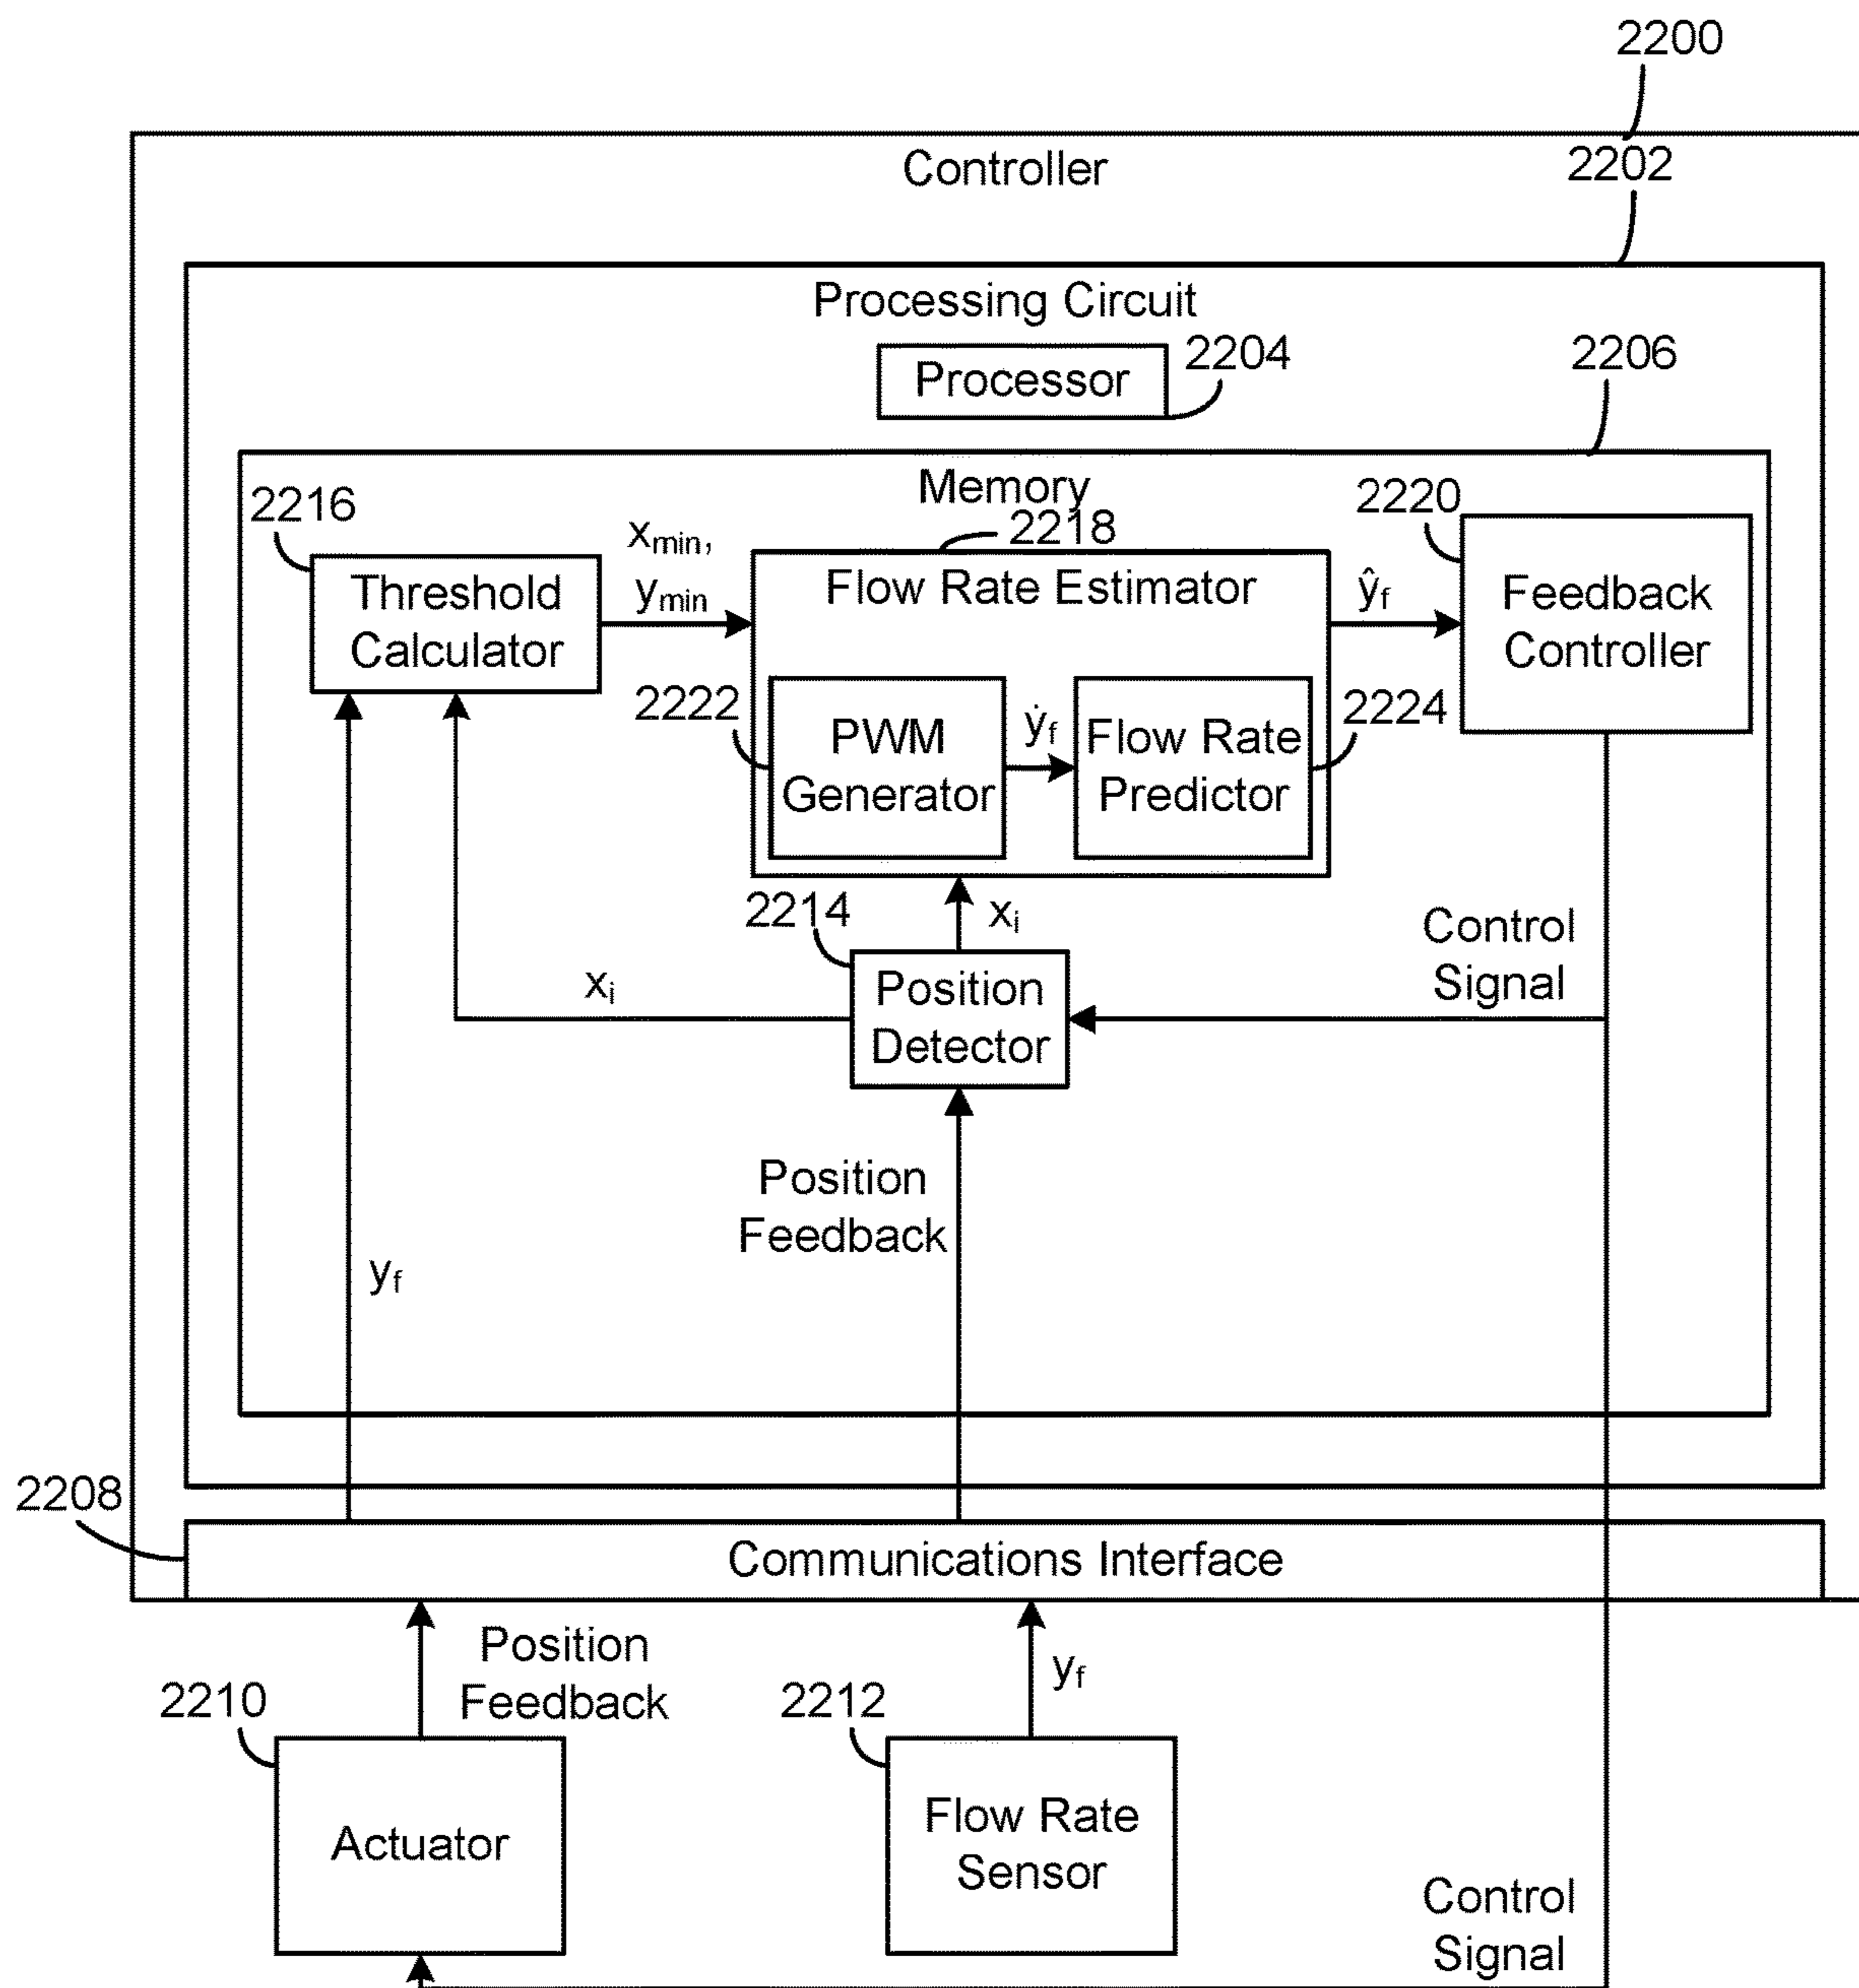 2200
Controller
2202
Processing Circuit
Processor
2204
2206
Memory
2216
Threshold
Calculator
xmin,
ymin
2218
Flow Rate Estimator
ŷf
2220
Feedback
Controller
2222
PWM
Generator
ẏf
Flow Rate
Predictor
2224
2214
xi
Position
Detector
xi
Control
Signal
Position
Feedback
yf
2208
Communications Interface
Position
Feedback
yf
2210
Actuator
2212
Flow Rate
Sensor
Control
Signal